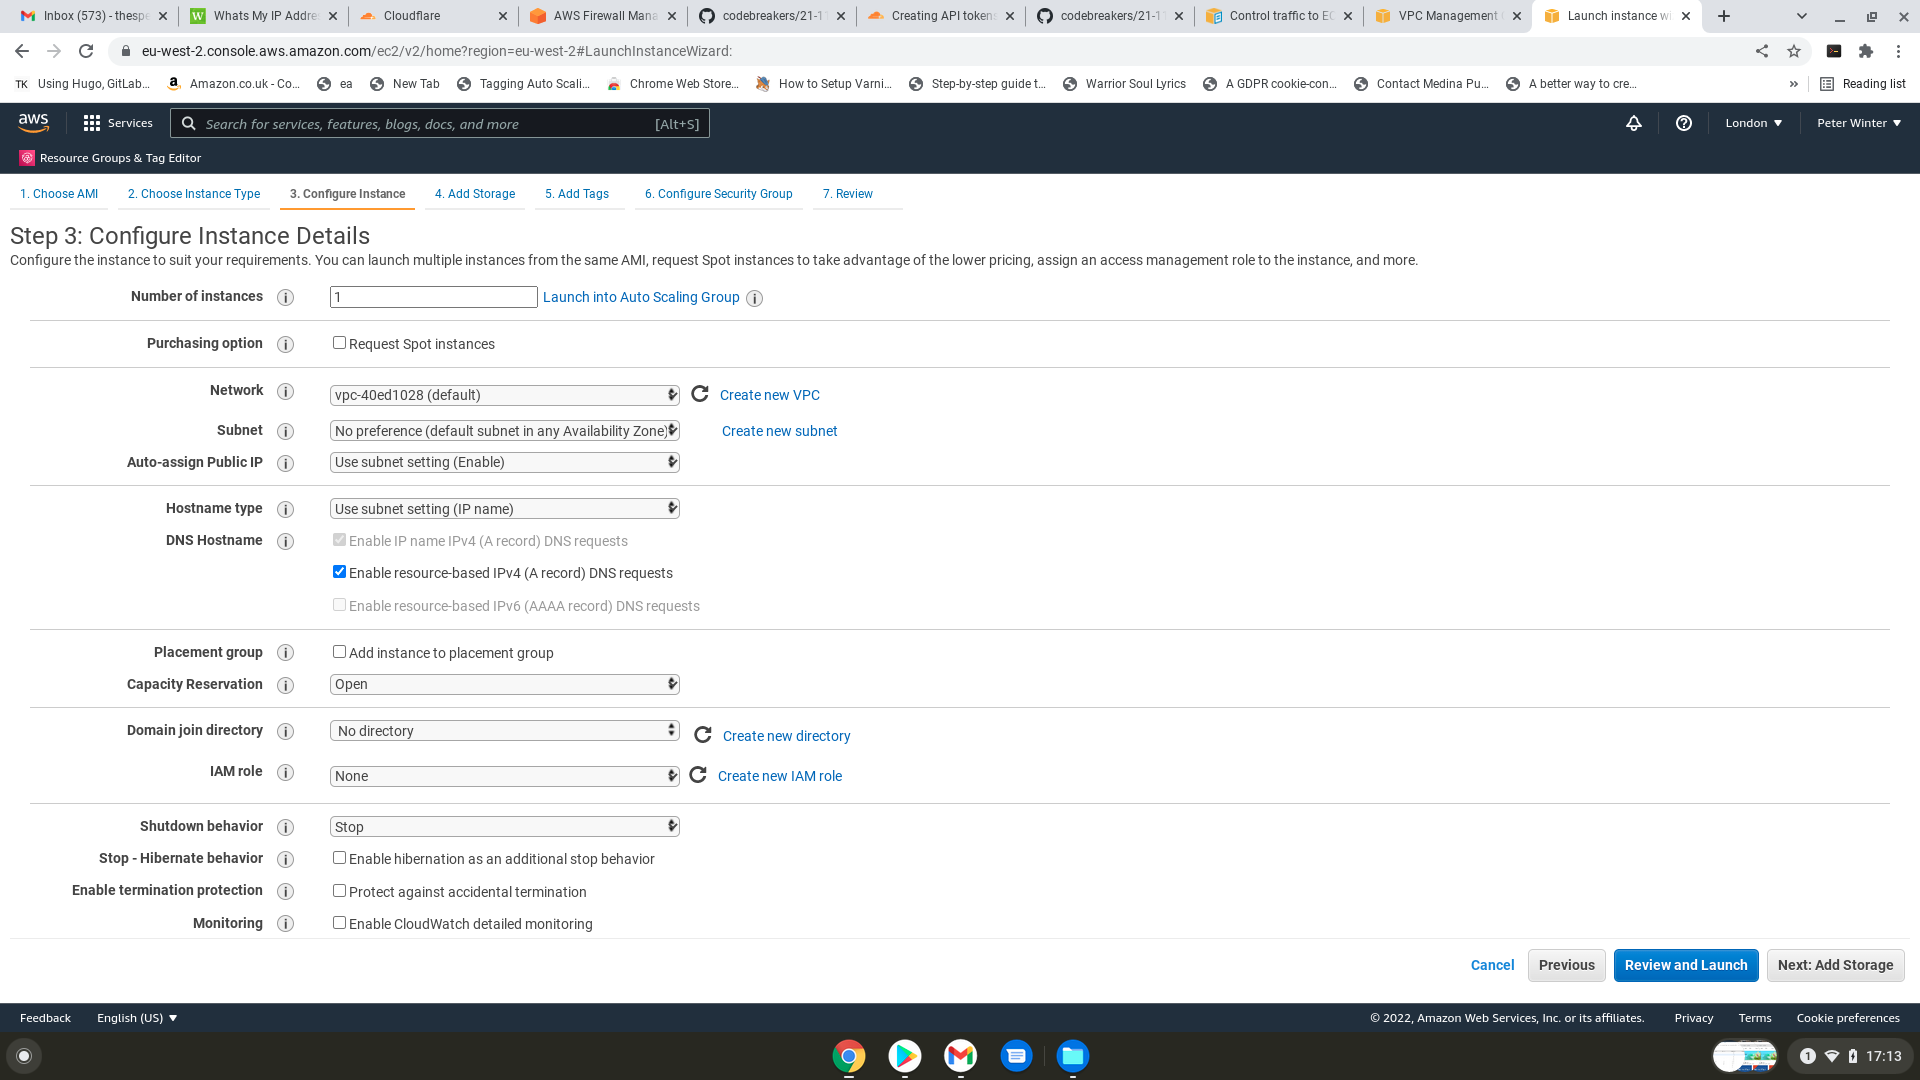 Inbox (573) - thespe
Whats My IP Addre
Cloudflare
AWS Firewall Mana
codebreakers/21-1
Creating API tokens
codebreakers/21-11
Control traffic to EC
VPC Management C
Launch instance wi
eu-west-2.console.aws.amazon.com/ec2/v2/home?region=eu-west-2#LaunchInstanceWizard:
TK Using Hugo, GitLab...
Amazon.co.uk - Co...
ea
New Tab
Tagging Auto Scali...
Chrome Web Store...
How to Setup Varni...
Step-by-step guide t...
Warrior Soul Lyrics
A GDPR cookie-con...
Contact Medina Pu...
A better way to cre...
»
Reading list
aws
Services
Search for services, features, blogs, docs, and more [Alt+S]
London
Peter Winter
Resource Groups & Tag Editor
1. Choose AMI
2. Choose Instance Type
3. Configure Instance
4. Add Storage
5. Add Tags
6. Configure Security Group
7. Review
Step 3: Configure Instance Details
Configure the instance to suit your requirements. You can launch multiple instances from the same AMI, request Spot instances to take advantage of the lower pricing, assign an access management role to the instance, and more.
Number of instances i 1 Launch into Auto Scaling Group i
Purchasing option i Request Spot instances
Network i vpc-40ed1028 (default) Create new VPC
Subnet i No preference (default subnet in any Availability Zone) Create new subnet
Auto-assign Public IP i Use subnet setting (Enable)
Hostname type i Use subnet setting (IP name)
DNS Hostname i Enable IP name IPv4 (A record) DNS requests
Enable resource-based IPv4 (A record) DNS requests
Enable resource-based IPv6 (AAAA record) DNS requests
Placement group i Add instance to placement group
Capacity Reservation i Open
Domain join directory i No directory Create new directory
IAM role i None Create new IAM role
Shutdown behavior i Stop
Stop - Hibernate behavior i Enable hibernation as an additional stop behavior
Enable termination protection i Protect against accidental termination
Monitoring i Enable CloudWatch detailed monitoring
Cancel
Previous
Review and Launch
Next: Add Storage
Feedback
English (US)
© 2022, Amazon Web Services, Inc. or its affiliates.
Privacy
Terms
Cookie preferences
1
17:13